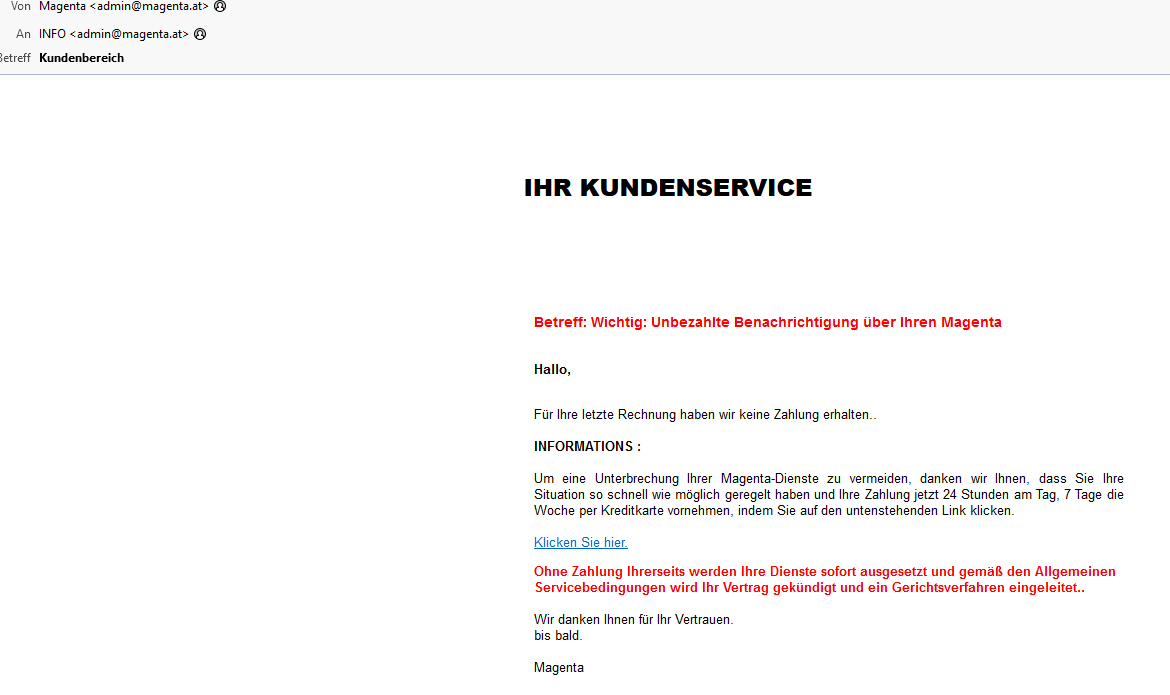 Von Magenta <admin@magenta.at>
An INFO <admin@magenta.at>
Betreff Kundenbereich
IHR KUNDENSERVICE
Betreff: Wichtig: Unbezahlte Benachrichtigung über Ihren Magenta
Hallo,
Für Ihre letzte Rechnung haben wir keine Zahlung erhalten..
INFORMATIONS :
Um eine Unterbrechung Ihrer Magenta-Dienste zu vermeiden, danken wir Ihnen, dass Sie Ihre
Situation so schnell wie möglich geregelt haben und Ihre Zahlung jetzt 24 Stunden am Tag, 7 Tage die
Woche per Kreditkarte vornehmen, indem Sie auf den untenstehenden Link klicken.
Klicken Sie hier.
Ohne Zahlung Ihrerseits werden Ihre Dienste sofort ausgesetzt und gemäß den Allgemeinen
Servicebedingungen wird Ihr Vertrag gekündigt und ein Gerichtsverfahren eingeleitet..
Wir danken Ihnen für Ihr Vertrauen.
bis bald.
Magenta